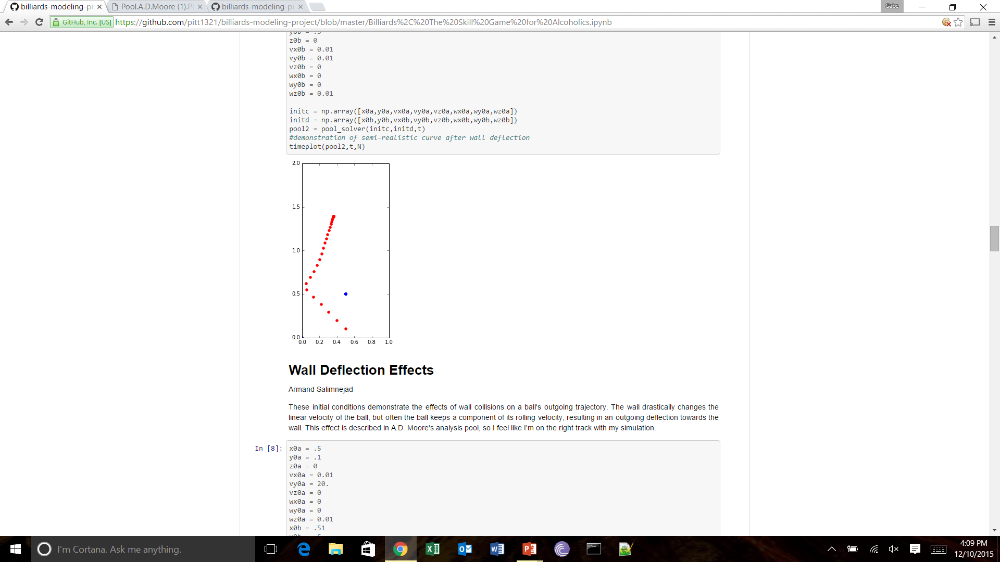 billiards-modeling-pr
Pool.A.D.Moore (1).P
billiards-modeling-pr
Gabe
GitHub, Inc. [US]
https://github.com/pitt1321/billiards-modeling-project/blob/master/Billiards%2C%20The%20Skill%20Game%20for%20Alcoholics.ipynb
y0b = .5
z0b = 0
vx0b = 0.01
vy0b = 0.01
vz0b = 0
wx0b = 0
wy0b = 0
wz0b = 0.01
initc = np.array([x0a,y0a,vx0a,vy0a,vz0a,wx0a,wy0a,wz0a])
initd = np.array([x0b,y0b,vx0b,vy0b,vz0b,wx0b,wy0b,wz0b])
pool2 = pool_solver(initc,initd,t)
#demonstration of semi-realistic curve after wall deflection
timeplot(pool2,t,N)
2.0
1.5
1.0
0.5
0.0
0.0 0.2 0.4 0.6 0.8 1.0
Wall Deflection Effects
Armand Salimnejad
These initial conditions demonstrate the effects of wall collisions on a ball's outgoing trajectory. The wall drastically changes the
linear velocity of the ball, but often the ball keeps a component of its rolling velocity, resulting in an outgoing deflection towards the
wall. This effect is described in A.D. Moore's analysis pool, so I feel like I'm on the right track with my simulation.
In [8]:
x0a = .5
y0a = .1
z0a = 0
vx0a = 0.01
vy0a = 20.
vz0a = 0
wx0a = 0
wy0a = 0
wz0a = 0.01
x0b = .51
I'm Cortana. Ask me anything.
4:09 PM
12/10/2015